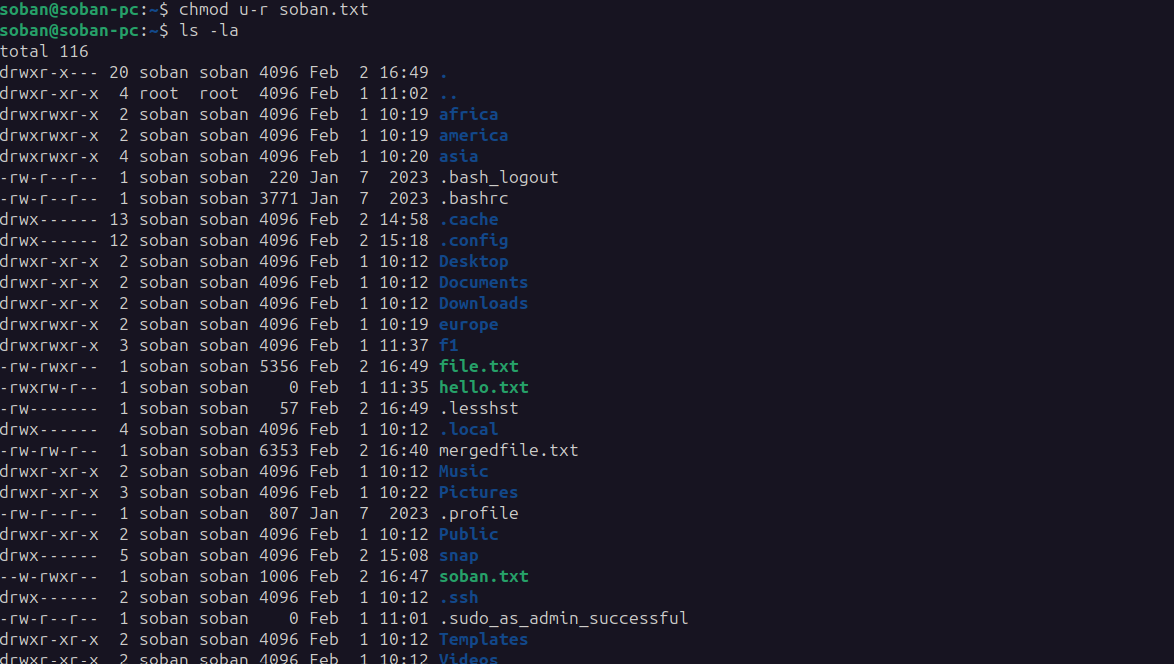 soban@soban-pc:~$ chmod u-r soban.txt
soban@soban-pc:~$ ls -la
total 116
drwxr-x--- 20 soban soban 4096 Feb  2 16:49 .
drwxr-xr-x  4 root  root  4096 Feb  1 11:02 ..
drwxrwxr-x  2 soban soban 4096 Feb  1 10:19 africa
drwxrwxr-x  2 soban soban 4096 Feb  1 10:19 america
drwxrwxr-x  4 soban soban 4096 Feb  1 10:20 asia
-rw-r--r--  1 soban soban  220 Jan  7  2023 .bash_logout
-rw-r--r--  1 soban soban 3771 Jan  7  2023 .bashrc
drwx------ 13 soban soban 4096 Feb  2 14:58 .cache
drwx------ 12 soban soban 4096 Feb  2 15:18 .config
drwxr-xr-x  2 soban soban 4096 Feb  1 10:12 Desktop
drwxr-xr-x  2 soban soban 4096 Feb  1 10:12 Documents
drwxr-xr-x  2 soban soban 4096 Feb  1 10:12 Downloads
drwxrwxr-x  2 soban soban 4096 Feb  1 10:19 europe
drwxrwxr-x  3 soban soban 4096 Feb  1 11:37 f1
-rw-rwxr--  1 soban soban 5356 Feb  2 16:49 file.txt
-rwxrw-r--  1 soban soban    0 Feb  1 11:35 hello.txt
-rw-------  1 soban soban   57 Feb  2 16:49 .lesshst
drwx------  4 soban soban 4096 Feb  1 10:12 .local
-rw-rw-r--  1 soban soban 6353 Feb  2 16:40 mergedfile.txt
drwxr-xr-x  2 soban soban 4096 Feb  1 10:12 Music
drwxr-xr-x  3 soban soban 4096 Feb  1 10:22 Pictures
-rw-r--r--  1 soban soban  807 Jan  7  2023 .profile
drwxr-xr-x  2 soban soban 4096 Feb  1 10:12 Public
drwx------  5 soban soban 4096 Feb  2 15:08 snap
--w-rwxr--  1 soban soban 1006 Feb  2 16:47 soban.txt
drwx------  2 soban soban 4096 Feb  1 10:12 .ssh
-rw-r--r--  1 soban soban    0 Feb  1 11:01 .sudo_as_admin_successful
drwxr-xr-x  2 soban soban 4096 Feb  1 10:12 Templates
drwxr-xr-x  2 soban soban 4096 Feb  1 10:12 Videos